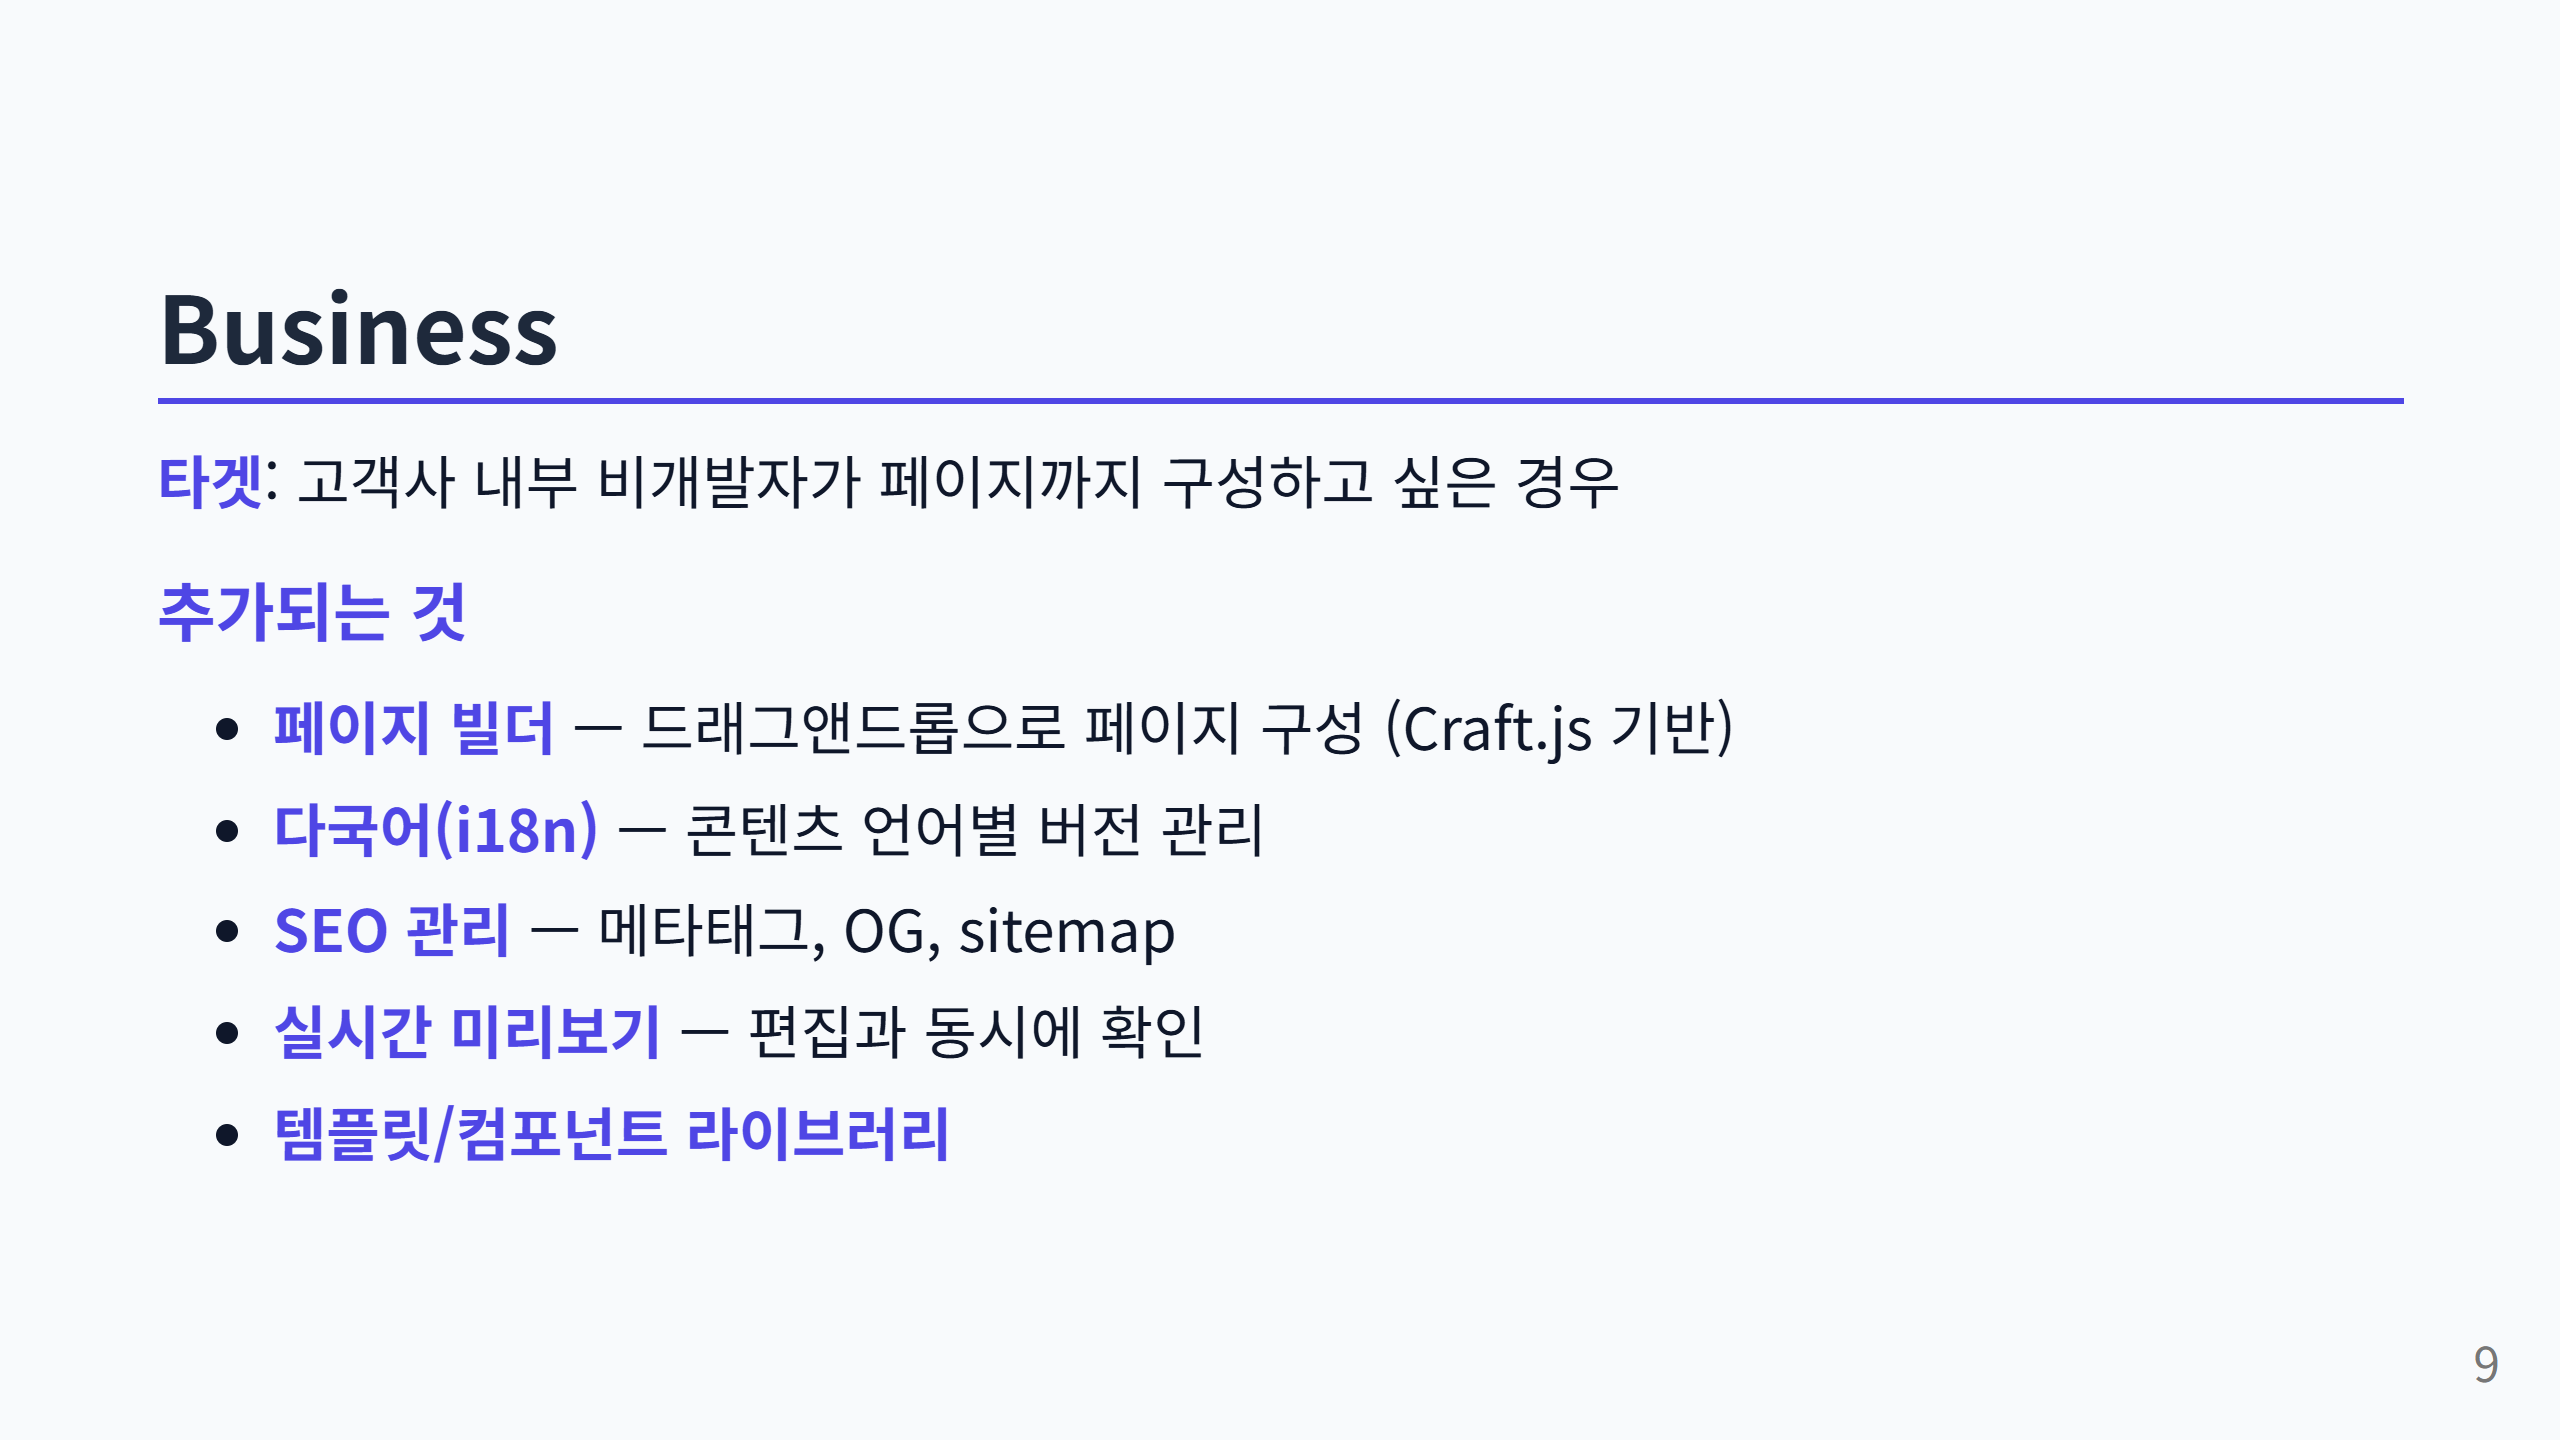 Business
타겟: 고객사 내부 비개발자가 페이지까지 구성하고 싶은 경우
추가되는 것
• 페이지 빌더 — 드래그앤드롭으로 페이지 구성 (Craft.js 기반)
• 다국어(i18n) — 콘텐츠 언어별 버전 관리
• SEO 관리 — 메타태그, OG, sitemap
• 실시간 미리보기 — 편집과 동시에 확인
• 템플릿/컴포넌트 라이브러리
9